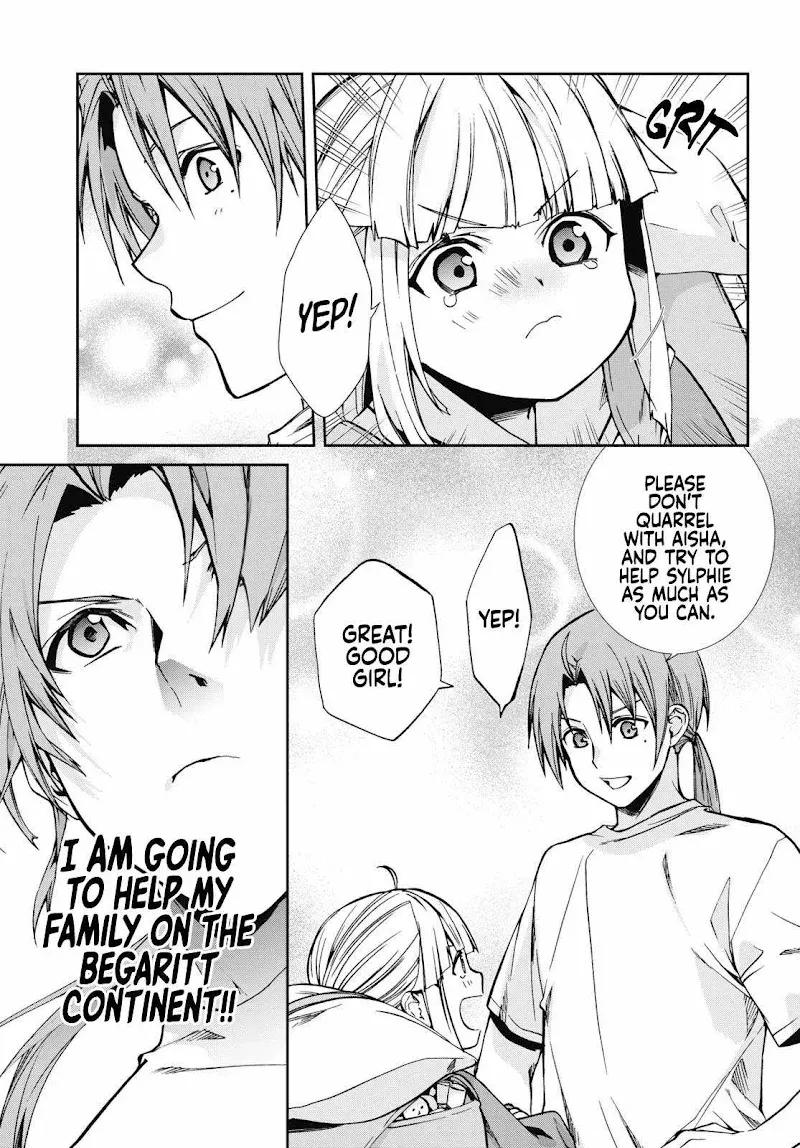 GRIT
YEP!
PLEASE
DON'T
QUARREL
WITH AISHA,
AND TRY TO
HELP SYLPHIE
AS MUCH AS
YOU CAN.
YEP!
GREAT!
GOOD
GIRL!
I AM GOING
TO HELP MY
FAMILY ON THE
BEGARITT
CONTINENT!!